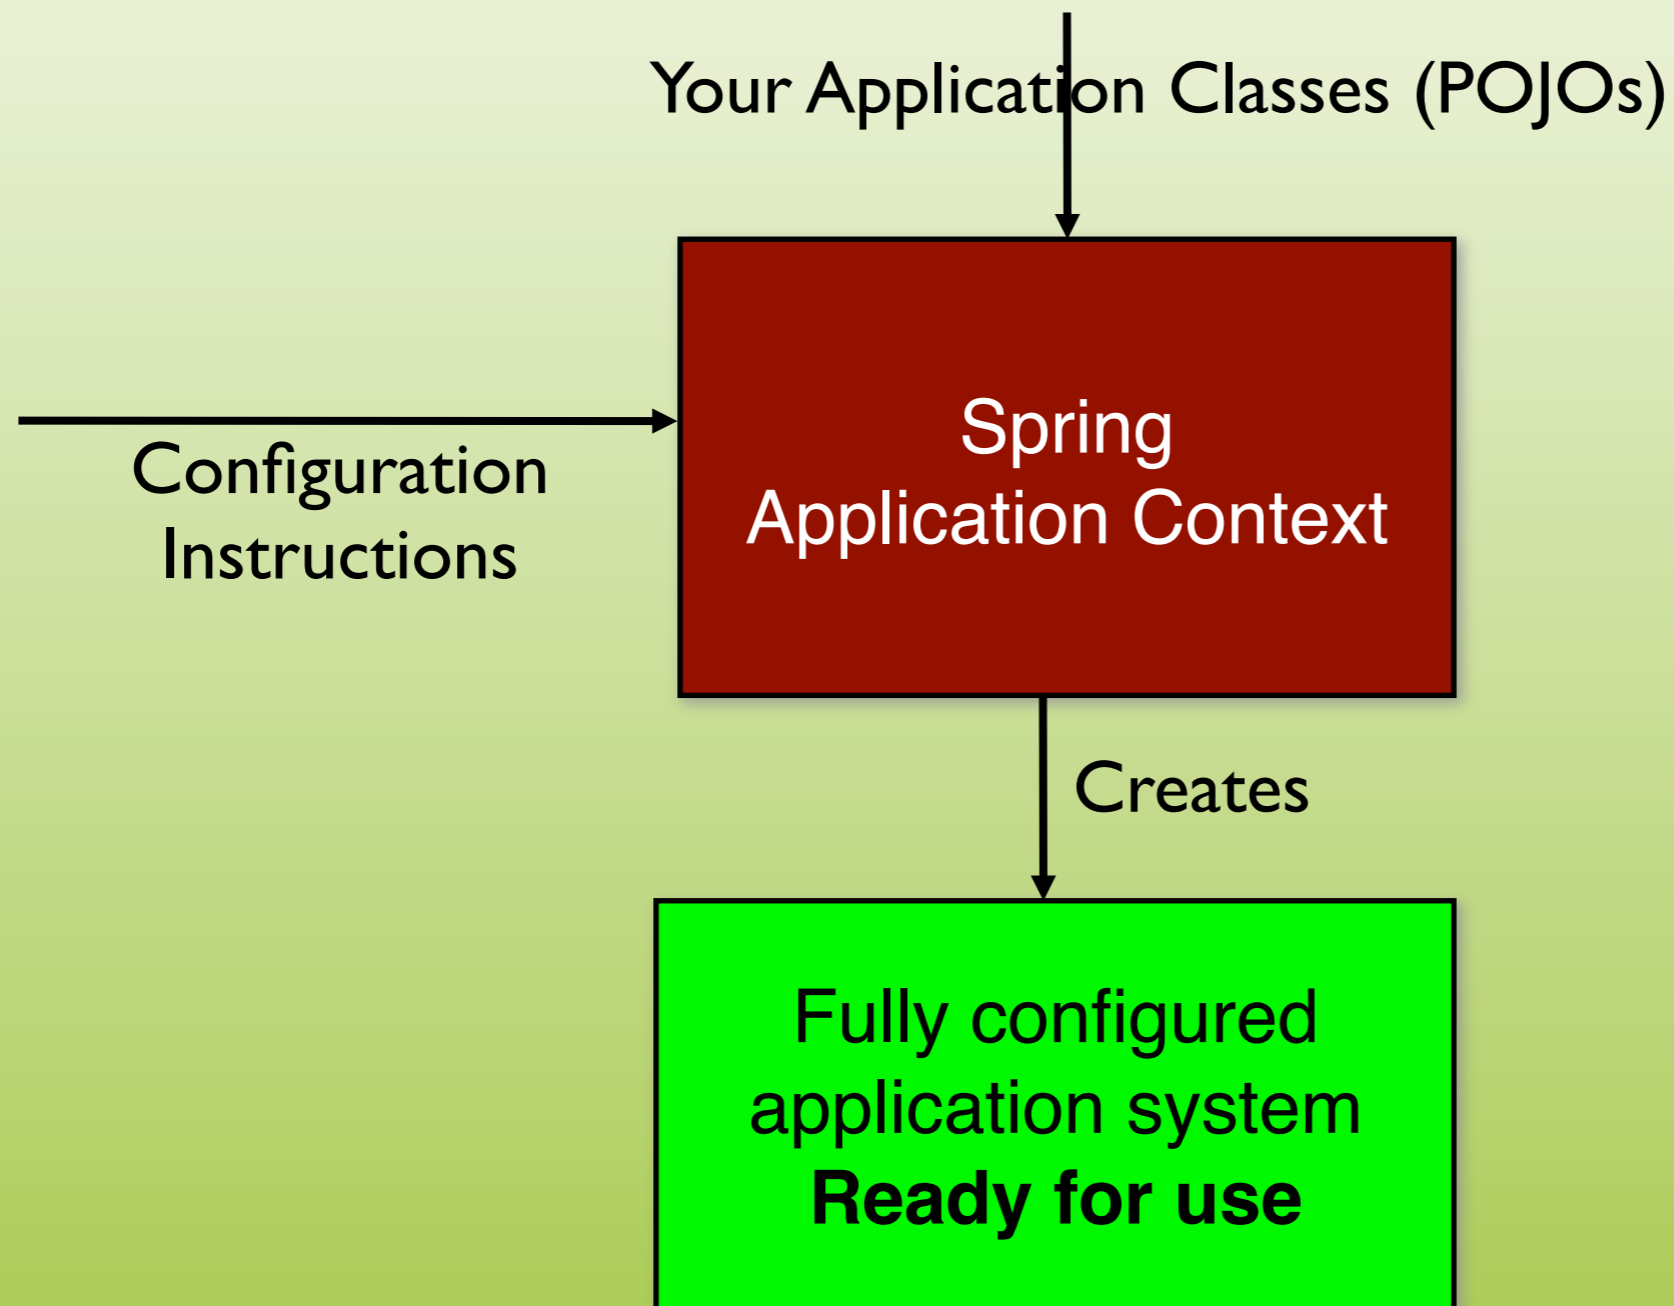 Your Application Classes (POJOs)
Configuration
Instructions
Spring
Application Context
Creates
Fully configured
application system
Ready for use